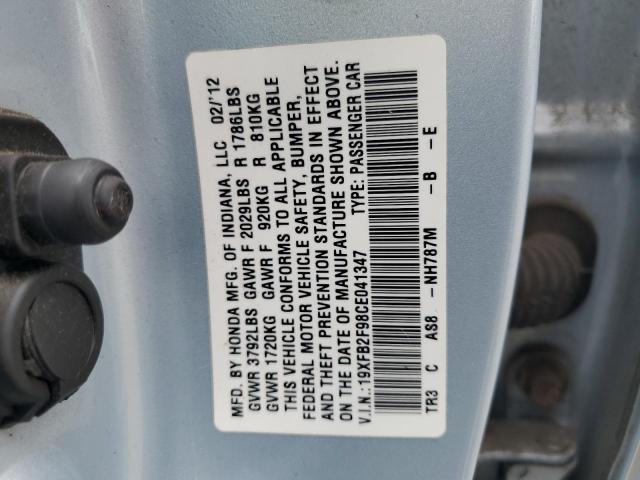 MFD. BY HONDA MFG. OF INDIANA, LLC 02/'12
GVWR 3792LBS GAWR F 2029LBS R 1786LBS
GVWR 1720KG GAWR F 920KG R 810KG
THIS VEHICLE CONFORMS TO ALL APPLICABLE
FEDERAL MOTOR VEHICLE SAFETY, BUMPER,
AND THEFT PREVENTION STANDARDS IN EFFECT
ON THE DATE OF MANUFACTURE SHOWN ABOVE.
V.I.N.:19XFB2F98CE041347 TYPE: PASSENGER CAR
TR3 C AS8 -NH787M -B -E